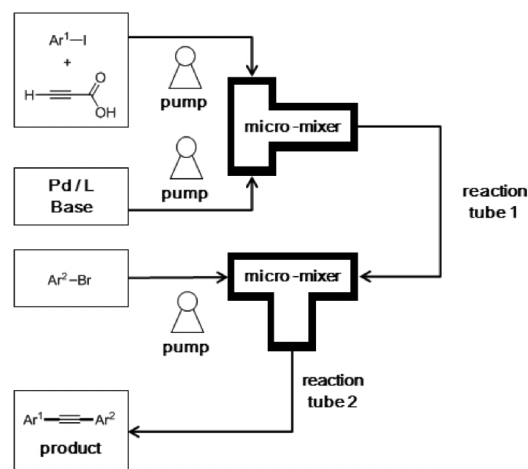 Ar¹—I
+
H
O
OH
pump
micro-mixer
pump
Pd / L
Base
reaction
tube 1
Ar²—Br
micro-mixer
pump
reaction
tube 2
Ar¹ Ar²
product